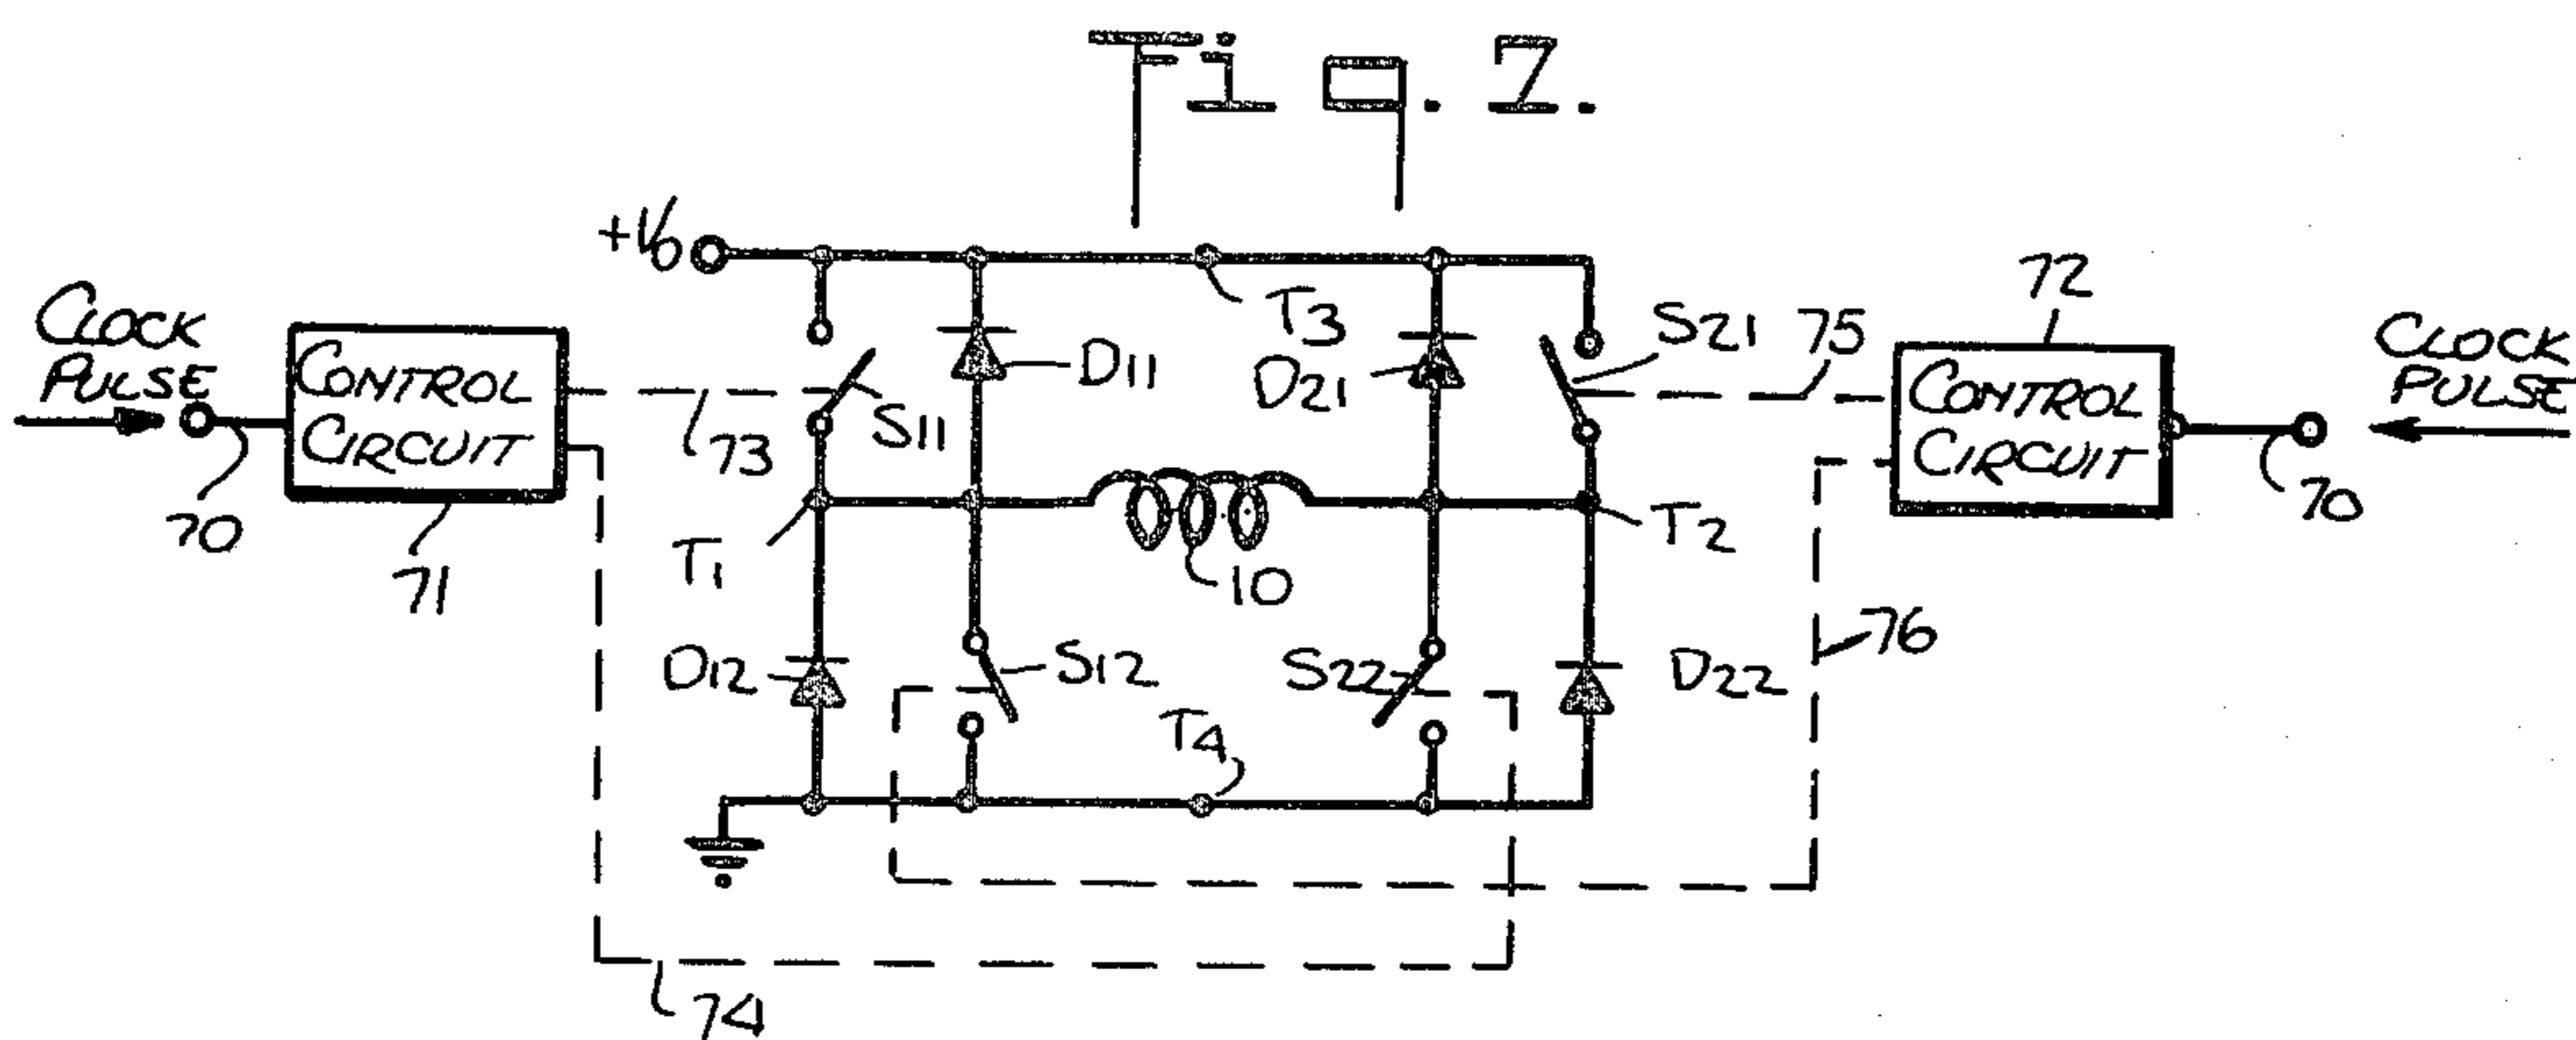 Fig. 7.
+V0
CLOCK
PULSE
CONTROL
CIRCUIT
70
71
73
S11
D11
T3
D21
S21
75
72
CONTROL
CIRCUIT
CLOCK
PULSE
70
T1
10
T2
D12
S12
S22
D22
76
T4
74